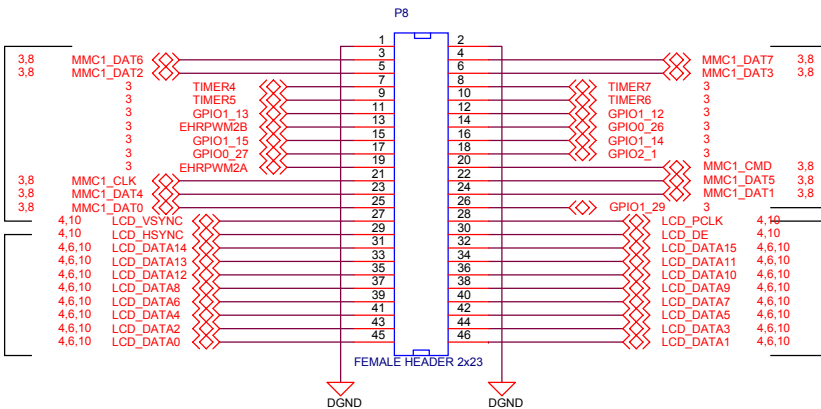 P8
1 2
3,8 MMC1_DAT6 3 4 MMC1_DAT7 3,8
3,8 MMC1_DAT2 5 6 MMC1_DAT3 3,8
3 TIMER4 7 8 TIMER7 3
3 TIMER5 9 10 TIMER6 3
3 GPIO1_13 11 12 GPIO1_12 3
3 EHRPWM2B 13 14 GPIO0_26 3
3 GPIO1_15 15 16 GPIO1_14 3
3 GPIO0_27 17 18 GPIO2_1 3
3 EHRPWM2A 19 20 MMC1_CMD 3,8
3,8 MMC1_CLK 21 22 MMC1_DAT5 3,8
3,8 MMC1_DAT4 23 24 MMC1_DAT1 3,8
3,8 MMC1_DAT0 25 26 GPIO1_29 3
4,10 LCD_VSYNC 27 28 LCD_PCLK 4,10
4,10 LCD_HSYNC 29 30 LCD_DE 4,10
4,6,10 LCD_DATA14 31 32 LCD_DATA15 4,6,10
4,6,10 LCD_DATA13 33 34 LCD_DATA11 4,6,10
4,6,10 LCD_DATA12 35 36 LCD_DATA10 4,6,10
4,6,10 LCD_DATA8 37 38 LCD_DATA9 4,6,10
4,6,10 LCD_DATA6 39 40 LCD_DATA7 4,6,10
4,6,10 LCD_DATA4 41 42 LCD_DATA5 4,6,10
4,6,10 LCD_DATA2 43 44 LCD_DATA3 4,6,10
4,6,10 LCD_DATA0 45 46 LCD_DATA1 4,6,10
FEMALE HEADER 2x23
DGND DGND